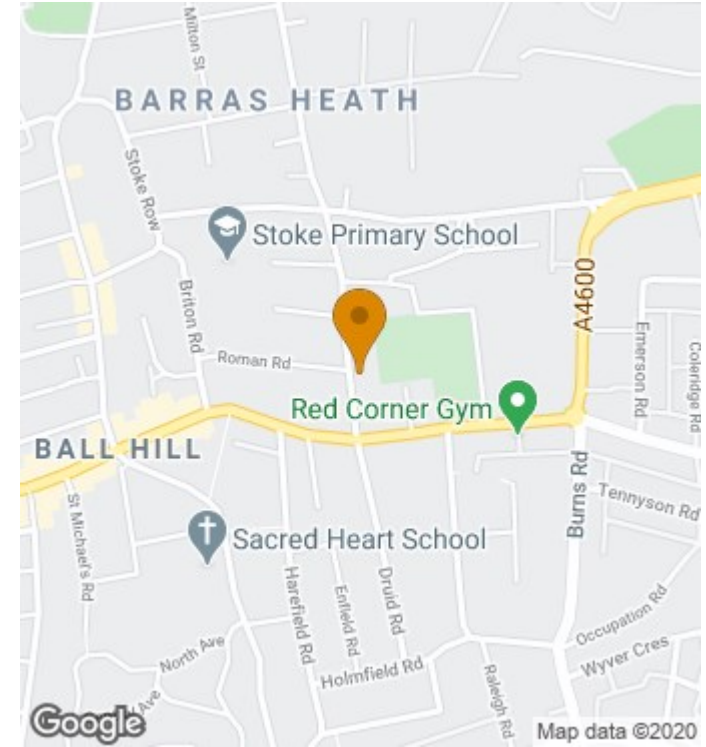 Milton St
BARRAS HEATH
Stoke Row
Stoke Primary School
A4600
Briton Rd
Roman Rd
Emerson Rd
Coleridge Rd
Red Corner Gym
BALL HILL
Burns Rd
Tennyson Rd
St Michael's Rd
Sacred Heart School
Harefield Rd
Enfield Rd
Druid Rd
Occupation Rd
North Ave
Wyver Cres
Holmfield Rd
Raleigh Rd
Ave
Google
Map data ©2020